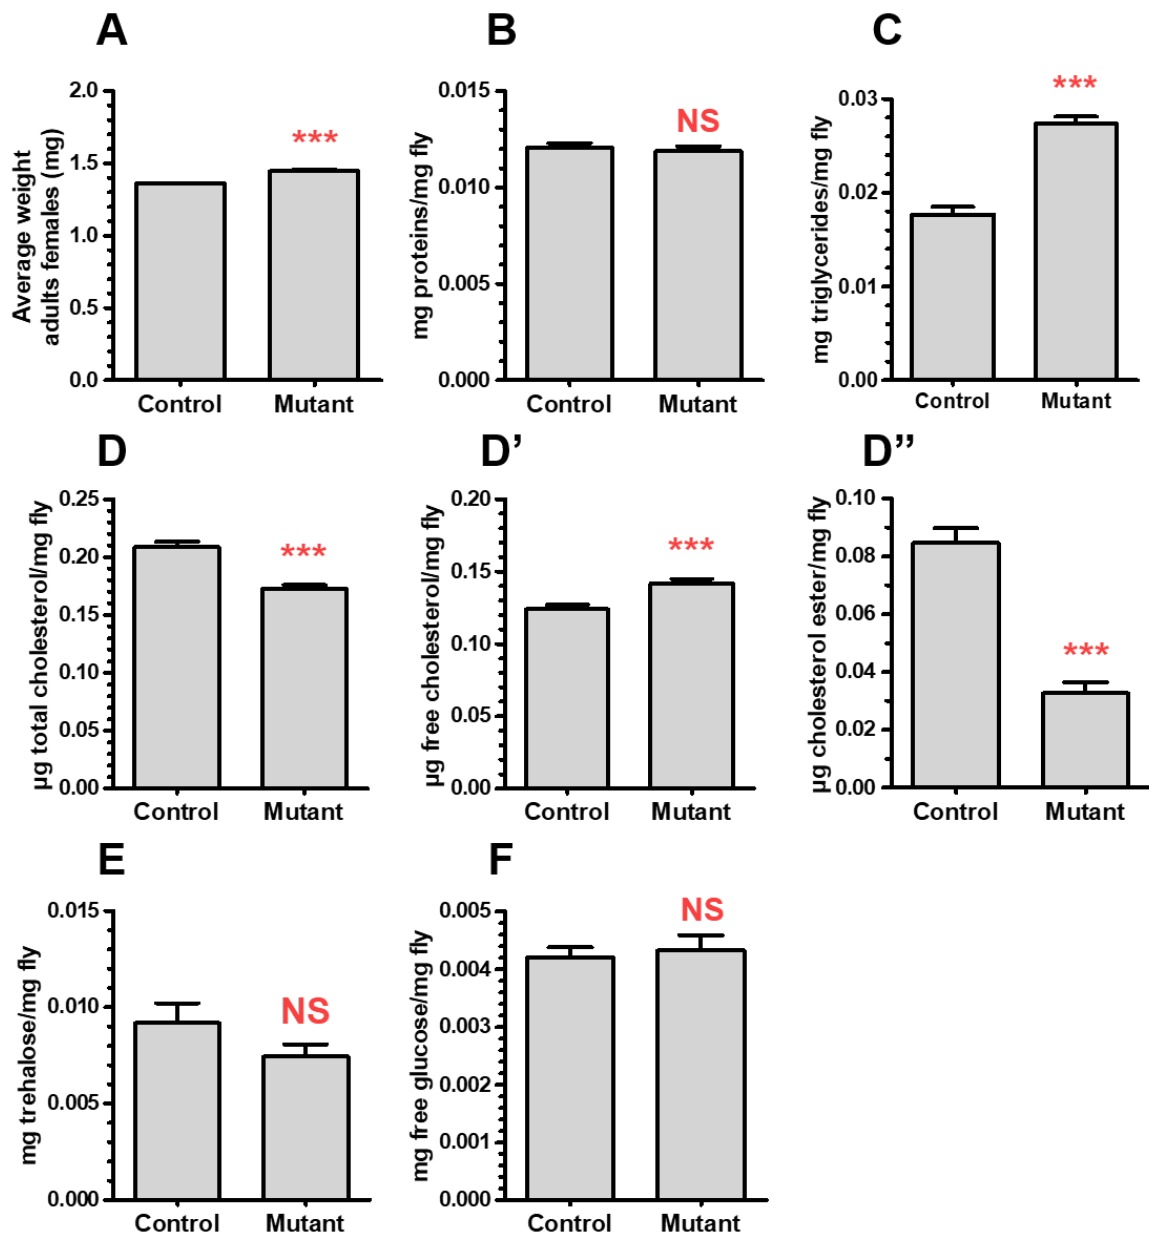 A
Average weight
adults females (mg)
2.0
1.5
1.0
0.5
0.0
***
Control Mutant
B
mg proteins/mg fly
0.015
0.010
0.005
0.000
NS
Control Mutant
C
mg triglycerides/mg fly
0.03
0.02
0.01
0.00
***
Control Mutant
D
µg total cholesterol/mg fly
0.25
0.20
0.15
0.10
0.05
0.00
***
Control Mutant
D’
µg free cholesterol/mg fly
0.20
0.15
0.10
0.05
0.00
***
Control Mutant
D’’
µg cholesterol ester/mg fly
0.10
0.08
0.06
0.04
0.02
0.00
***
Control Mutant
E
mg trehalose/mg fly
0.015
0.010
0.005
0.000
NS
Control Mutant
F
mg free glucose/mg fly
0.005
0.004
0.003
0.002
0.001
0.000
NS
Control Mutant